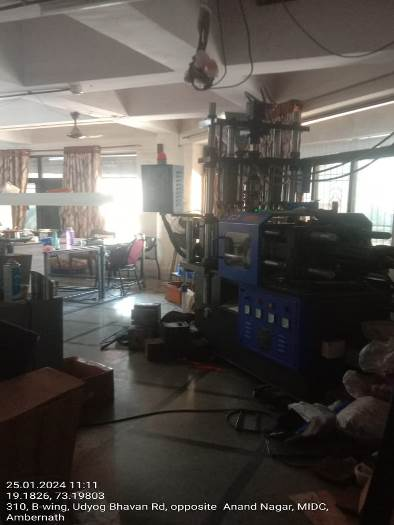 25.01.2024 11:11
19.1826, 73.19803
310, B-wing, Udyog Bhavan Rd, opposite  Anand Nagar, MIDC,
Ambernath